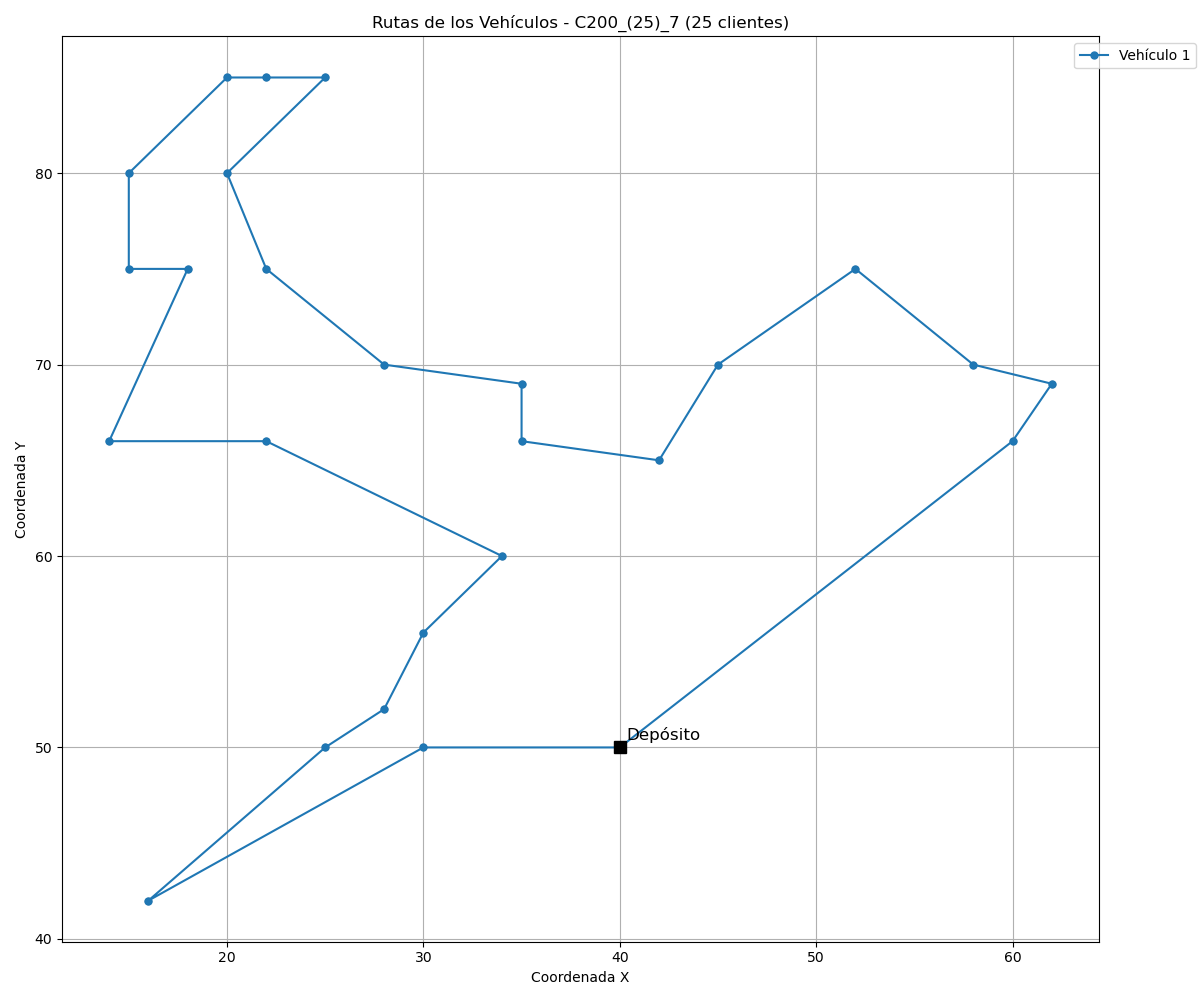 Rutas de los Vehículos - C200_(25)_7 (25 clientes)
Vehículo 1
Coordenada Y
80
70
60
50
40
Depósito
20
30
40
50
60
Coordenada X